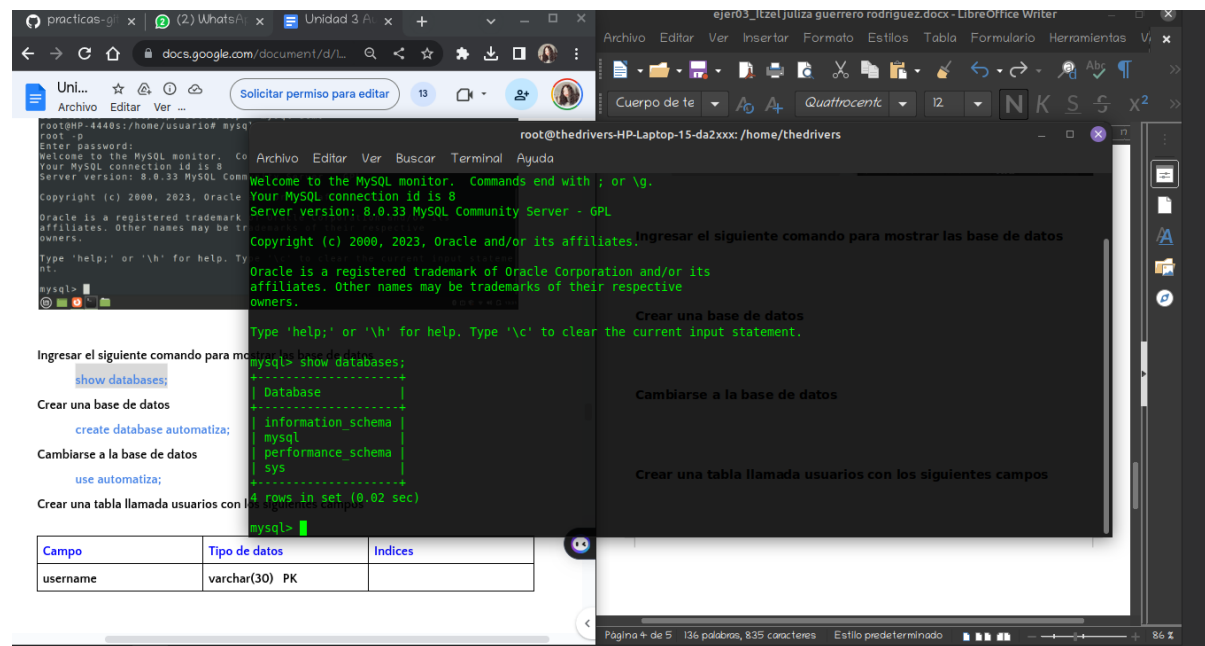 practicas-gi
(2) WhatsAp
Unidad 3 A
docs.google.com/document/d/1...
Uni...
Archivo Editar Ver ...
Solicitar permiso para editar
13
root@HP-4440s:/home/usuario# mysq
root -p
Enter password:
Welcome to the MySQL monitor. Co
Your MySQL connection id is 8
Server version: 8.0.33 MySQL Comm
Copyright (c) 2000, 2023, Oracle
Oracle is a registered trademark
affiliates. Other names may be tr
owners.
Type 'help;' or '\h' for help. Ty
nt.
mysql>
Ingresar el siguiente comando para mostrar las base de datos
show databases;
Crear una base de datos
create database automatiza;
Cambiarse a la base de datos
use automatiza;
Crear una tabla llamada usuarios con los siguientes campos
Campo Tipo de datos Indices
username varchar(30) PK
ejer03_Itzel juliza guerrero rodriguez.docx - LibreOffice Writer
Archivo Editar Ver Insertar Formato Estilos Tabla Formulario Herramientas V
Cuerpo de te Quattrocento 12 N K S S X²
root@thedrivers-HP-Laptop-15-da2xxx: /home/thedrivers
Archivo Editar Ver Buscar Terminal Ayuda
Welcome to the MySQL monitor. Commands end with ; or \g.
Your MySQL connection id is 8
Server version: 8.0.33 MySQL Community Server - GPL
Copyright (c) 2000, 2023, Oracle and/or its affiliates.
Oracle is a registered trademark of Oracle Corporation and/or its
affiliates. Other names may be trademarks of their respective
owners.
Type 'help;' or '\h' for help. Type '\c' to clear the current input statement.
mysql> show databases;
+--------------------+
| Database           |
+--------------------+
| information_schema |
| mysql              |
| performance_schema |
| sys                |
+--------------------+
4 rows in set (0.02 sec)
mysql>
Ingresar el siguiente comando para mostrar las base de datos
Crear una base de datos
Cambiarse a la base de datos
Crear una tabla llamada usuarios con los siguientes campos
Página 4 de 5 136 palabras, 835 caracteres Estilo predeterminado 86 %